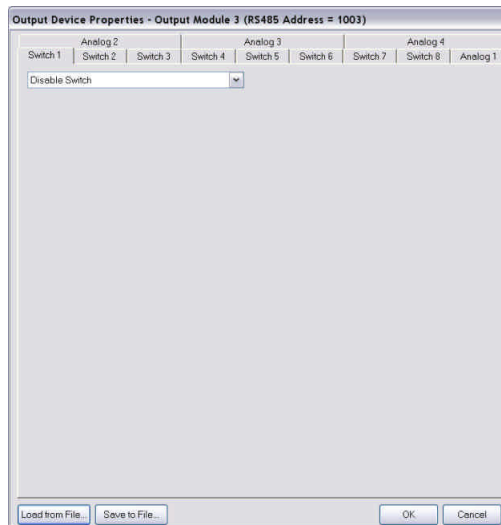 Output Device Properties - Output Module 3 (RS485 Address = 1003)
Analog 2 Analog 3 Analog 4
Switch 1 Switch 2 Switch 3 Switch 4 Switch 5 Switch 6 Switch 7 Switch 8 Analog 1
Disable Switch
Load from File... Save to File... OK Cancel